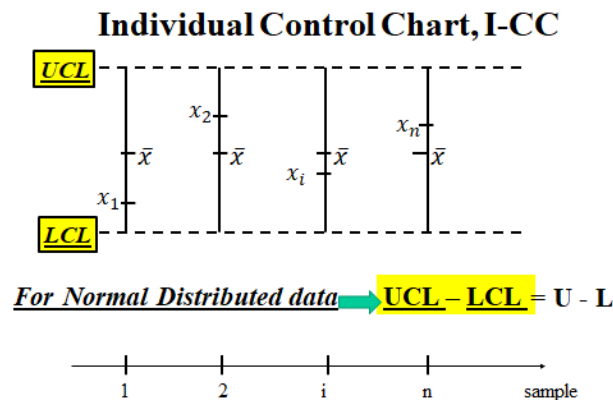 Individual Control Chart, I-CC
UCL
x₂
xₙ
x̄ x̄ x̄ x̄
xᵢ
x₁
LCL
For Normal Distributed data UCL – LCL = U - L
1 2 i n sample